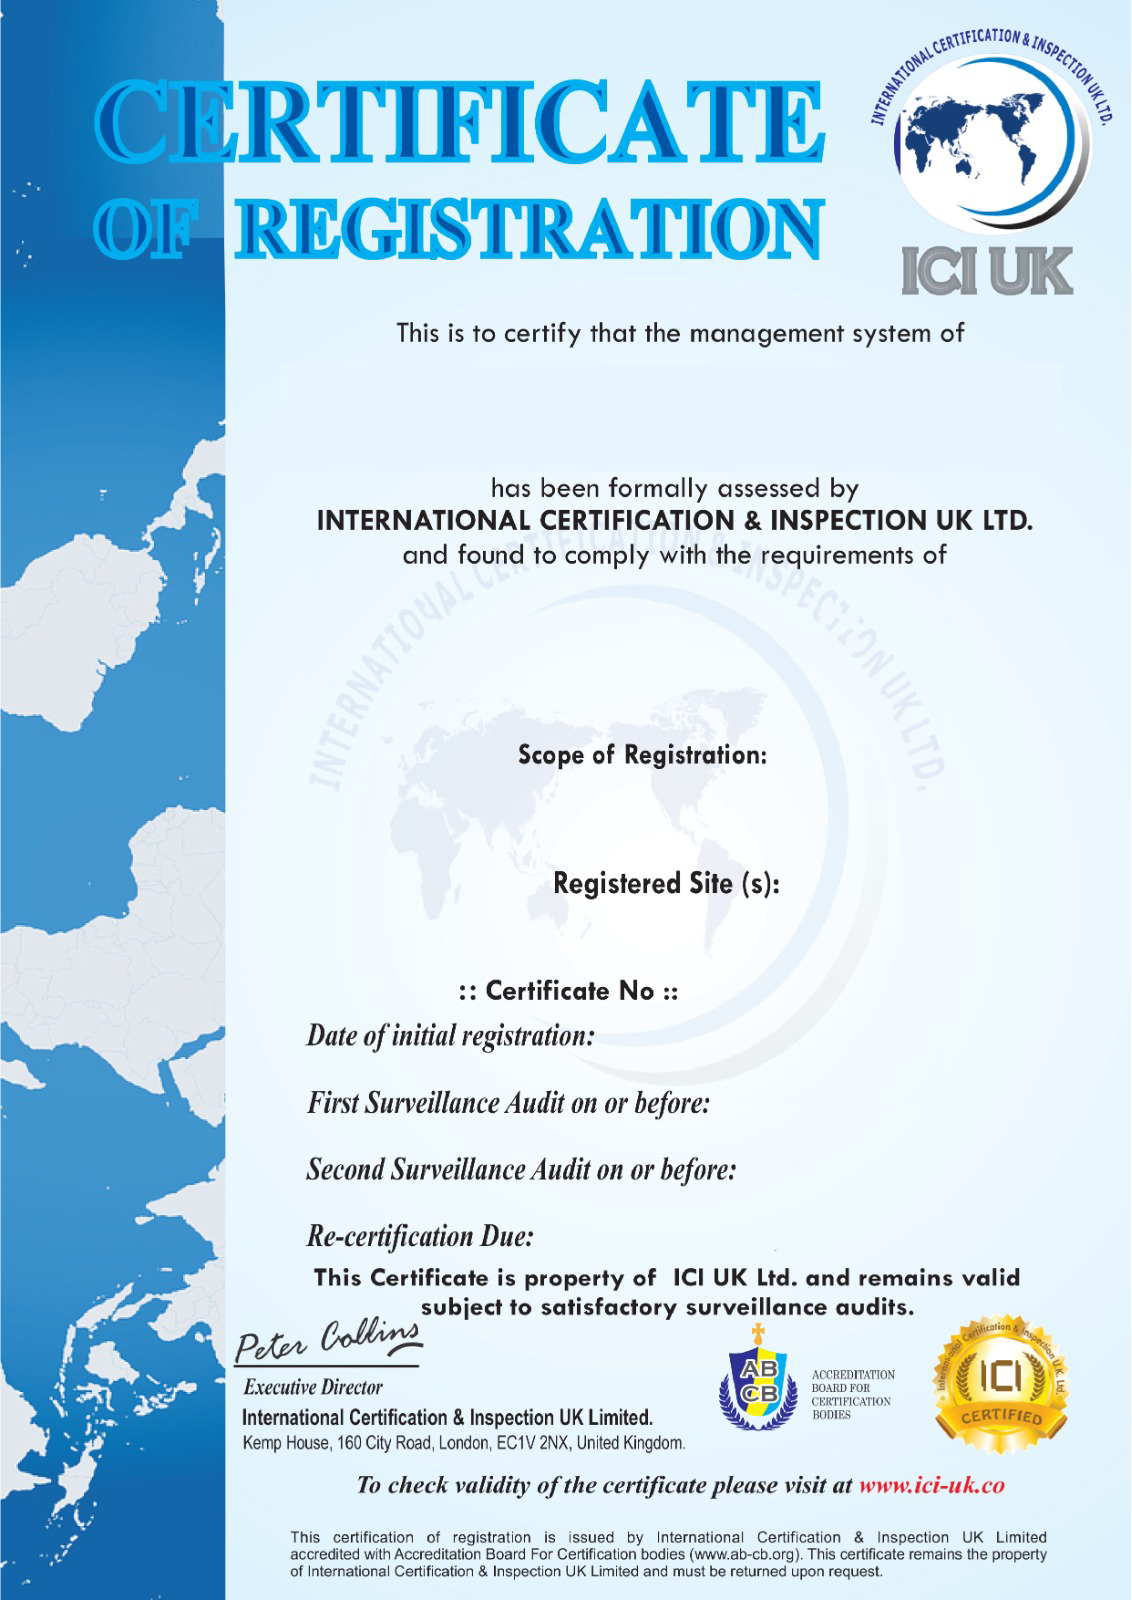 CERTIFICATE
OF REGISTRATION
INTERNATIONAL CERTIFICATION & INSPECTION UK LTD.
ICI UK
This is to certify that the management system of
has been formally assessed by
INTERNATIONAL CERTIFICATION & INSPECTION UK LTD.
and found to comply with the requirements of
INTERNATIONAL CERTIFICATION & INSPECTION UK LTD.
Scope of Registration:
Registered Site (s):
:: Certificate No ::
Date of initial registration:
First Surveillance Audit on or before:
Second Surveillance Audit on or before:
Re-certification Due:
This Certificate is property of ICI UK Ltd. and remains valid
subject to satisfactory surveillance audits.
Peter Collins
Executive Director
International Certification & Inspection UK Limited.
Kemp House, 160 City Road, London, EC1V 2NX, United Kingdom.
AB
CB
ACCREDITATION
BOARD FOR
CERTIFICATION
BODIES
International Certification & Inspection U.K. Ltd.
ICI
CERTIFIED
To check validity of the certificate please visit at www.ici-uk.co
This certification of registration is issued by International Certification & Inspection UK Limited
accredited with Accreditation Board For Certification bodies (www.ab-cb.org). This certificate remains the property
of International Certification & Inspection UK Limited and must be returned upon request.